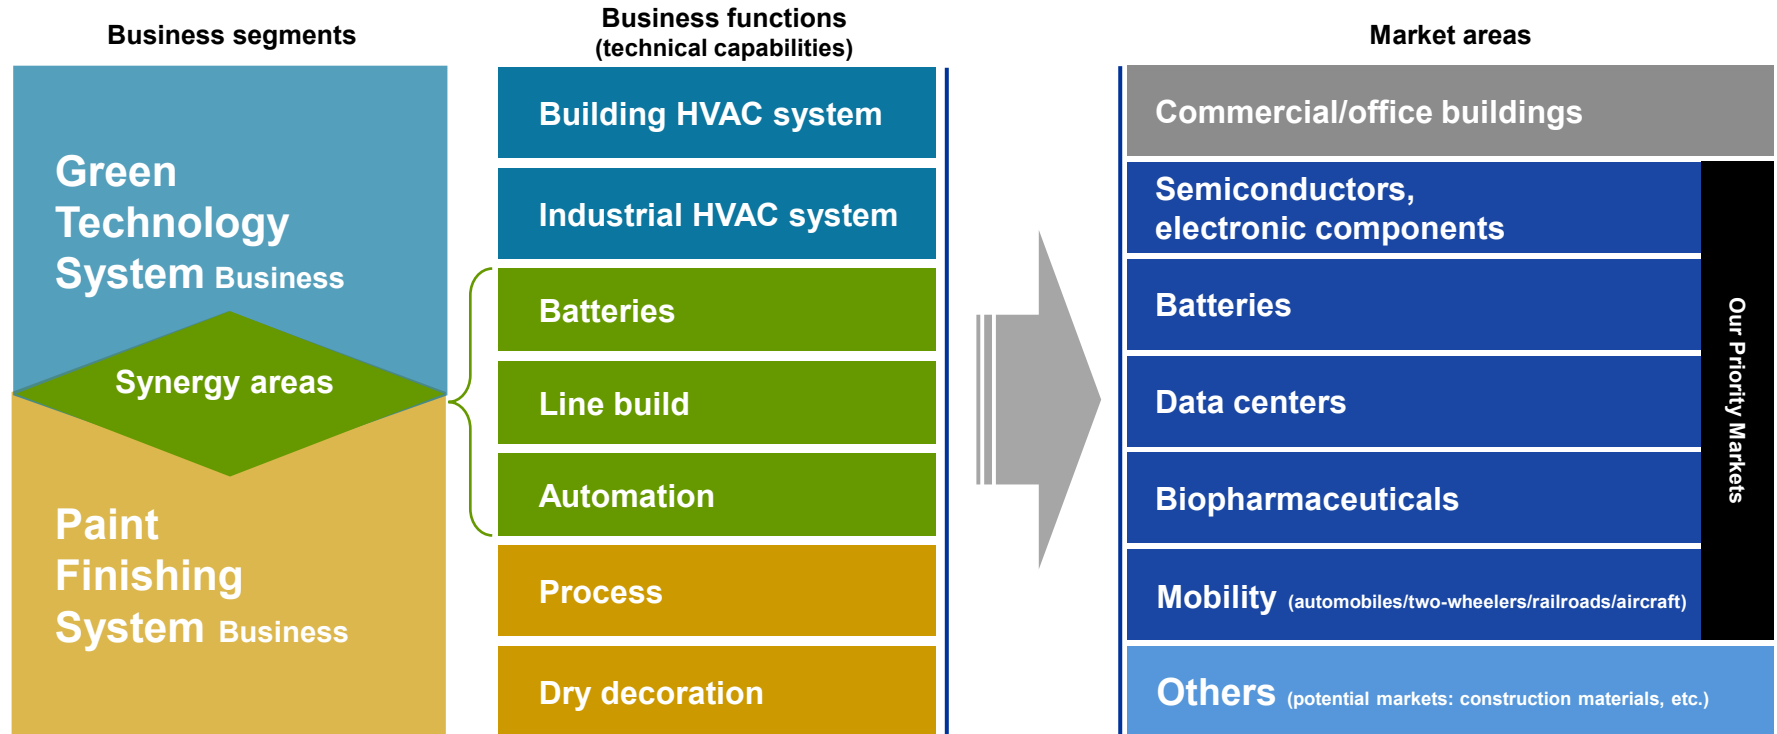 Business segments
Green
Technology
System Business
Synergy areas
Paint
Finishing
System Business
Business functions
(technical capabilities)
Building HVAC system
Industrial HVAC system
Batteries
Line build
Automation
Process
Dry decoration
Market areas
Commercial/office buildings
Semiconductors,
electronic components
Batteries
Data centers
Biopharmaceuticals
Mobility (automobiles/two-wheelers/railroads/aircraft)
Our Priority Markets
Others (potential markets: construction materials, etc.)